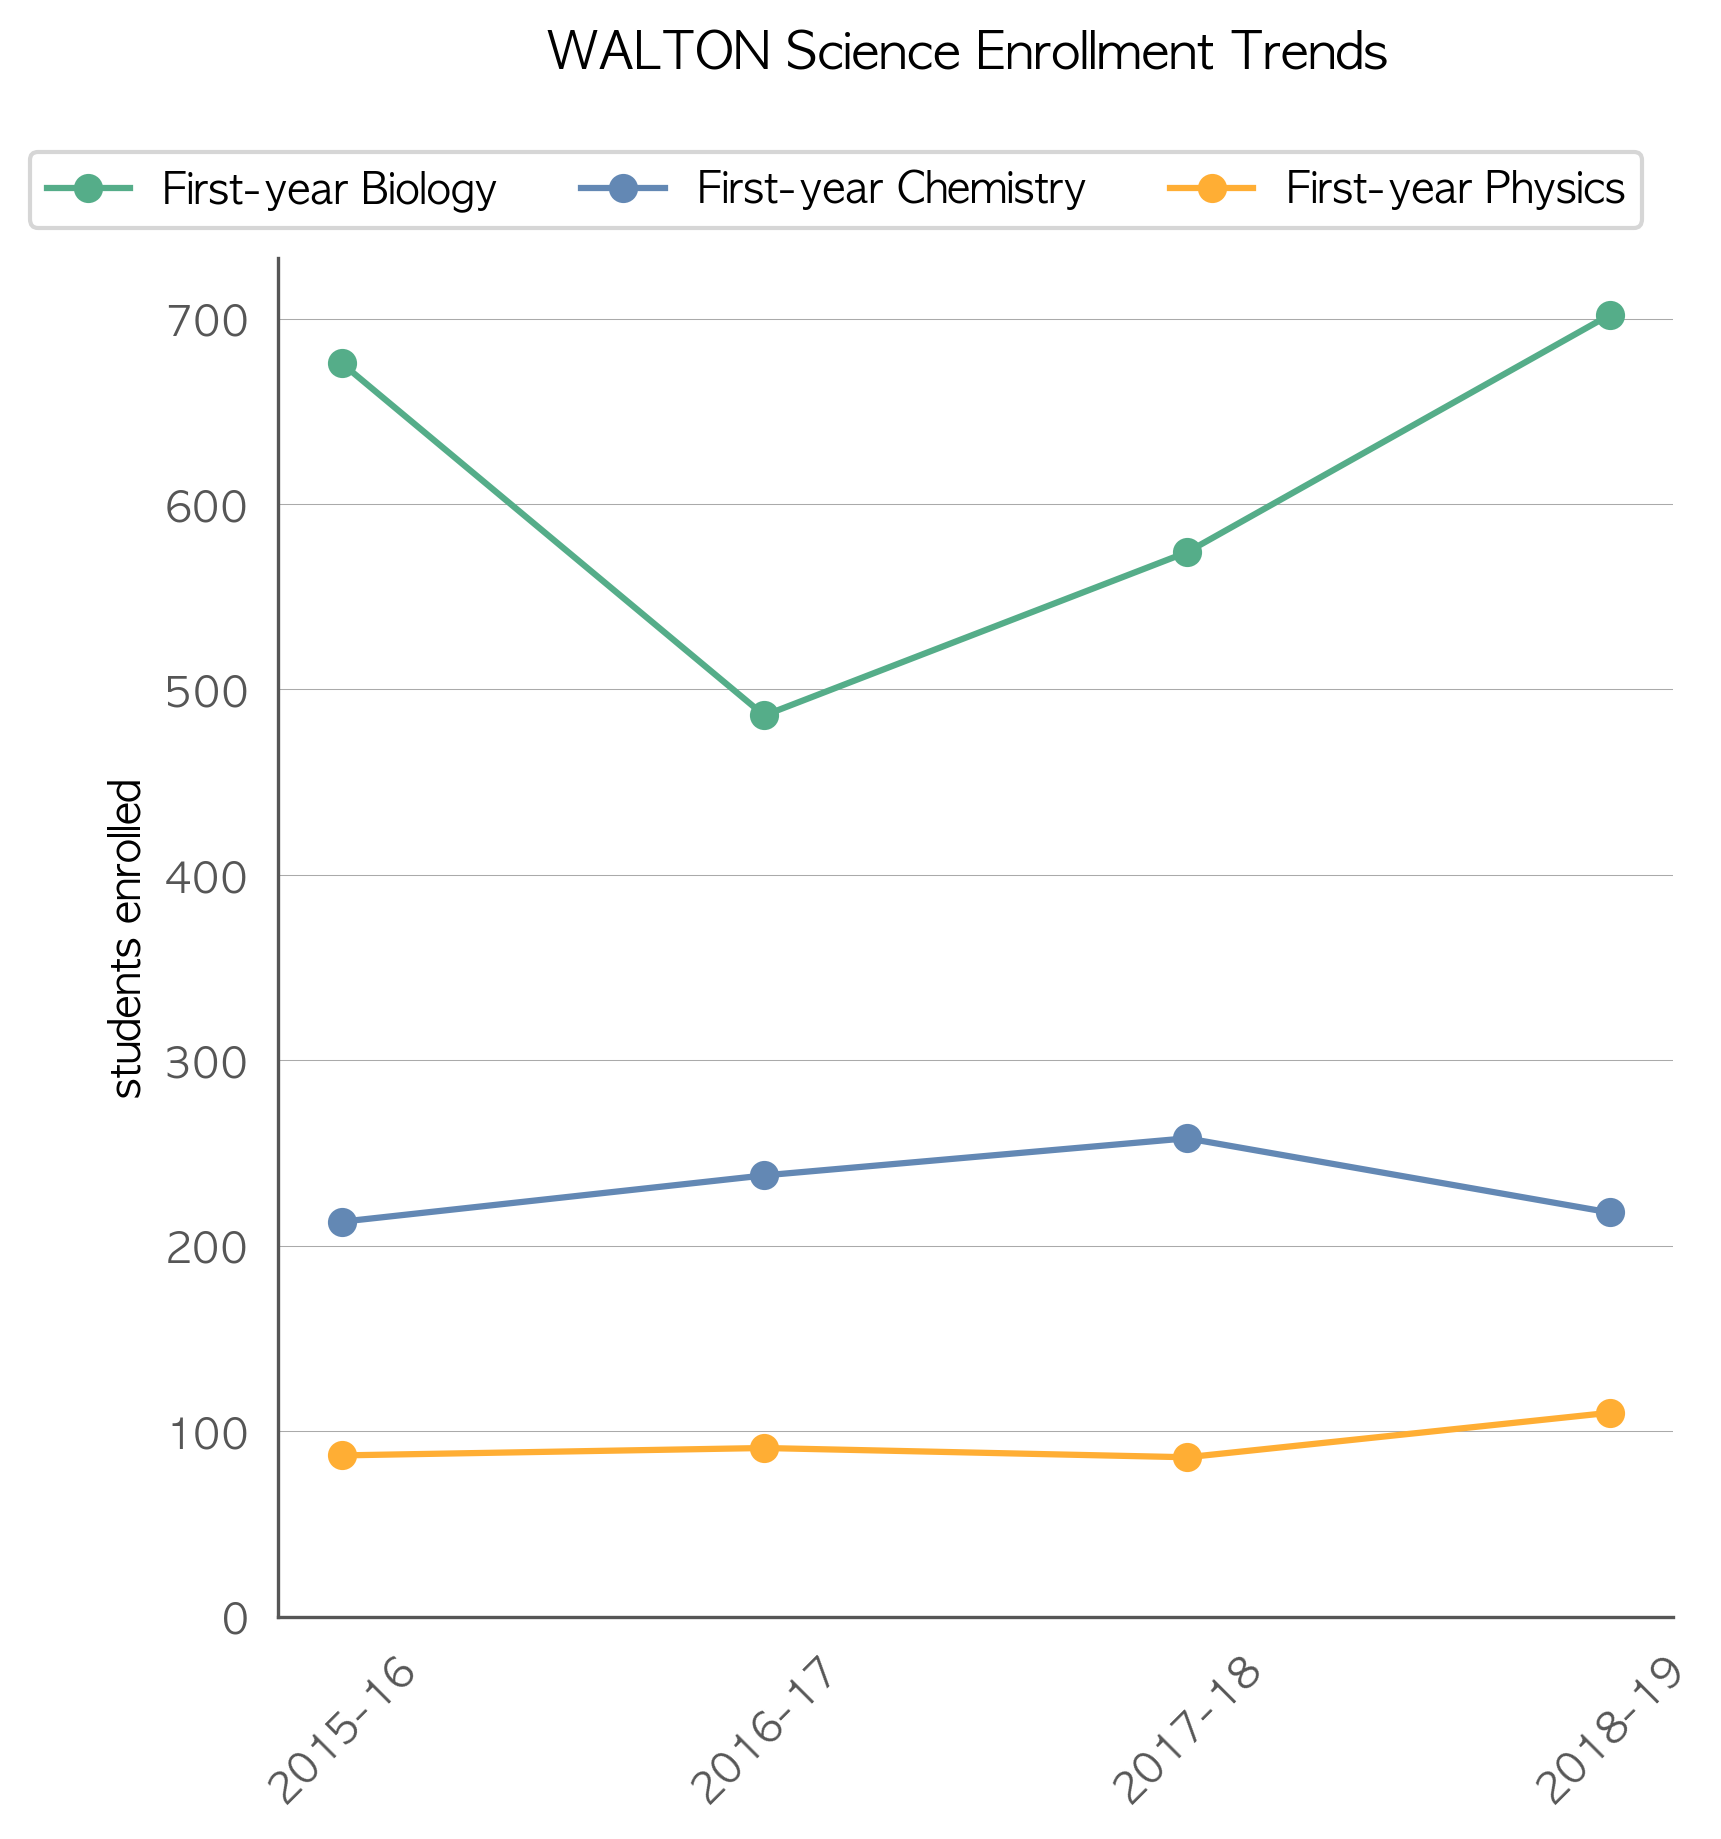 WALTON Science Enrollment Trends
First-year Biology First-year Chemistry First-year Physics
700
600
500
400
300
200
100
0
students enrolled
2015-16 2016-17 2017-18 2018-19